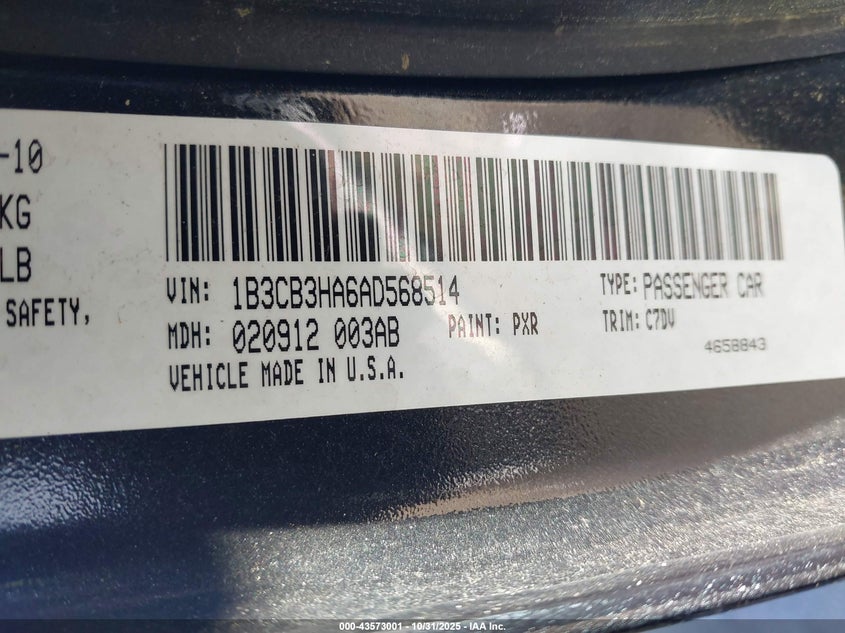 -10
KG
LB
SAFETY,
VIN: 1B3CB3HA6AD568514
TYPE: PASSENGER CAR
MDH: 020912 003AB
PAINT: PXR
TRIM: C7DV
4658843
VEHICLE MADE IN U.S.A.
000-43573001 - 10/31/2025 - IAA Inc.